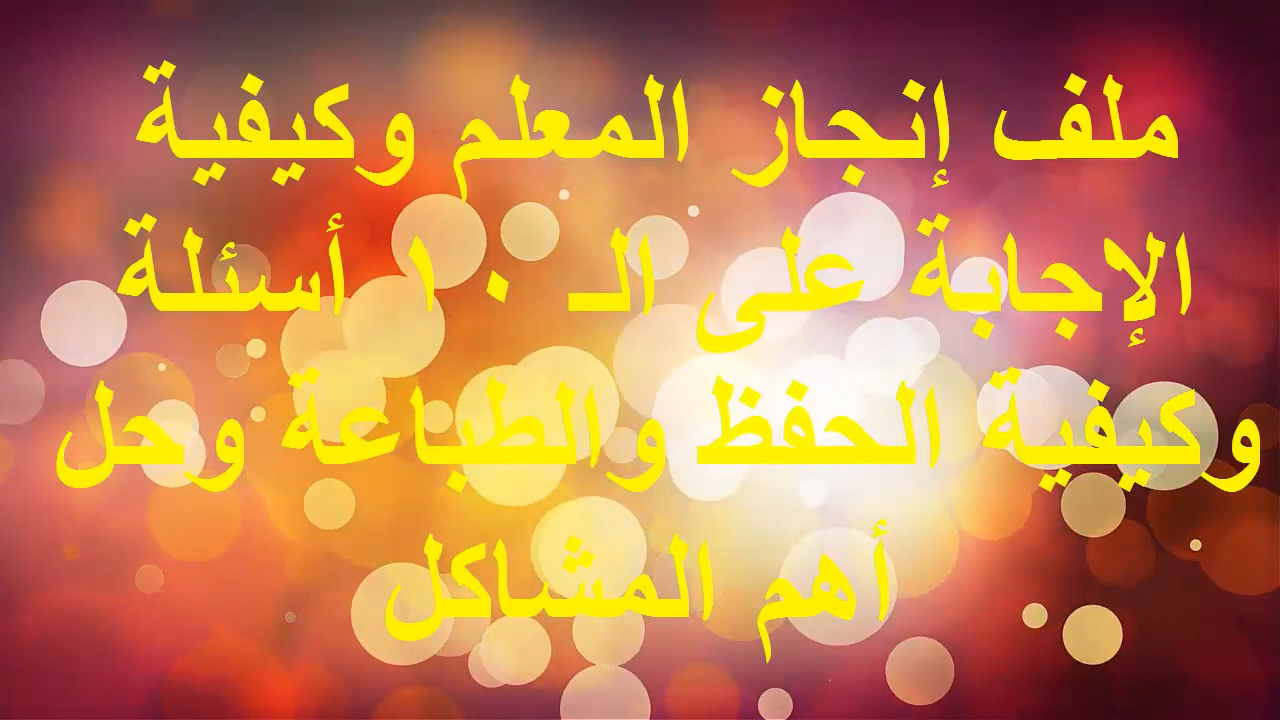 ملف إنجاز المعلم وكيفية
الإجابة على الـ ١٠ أسئلة
وكيفية الحفظ والطباعة وحل
أهم المشاكل